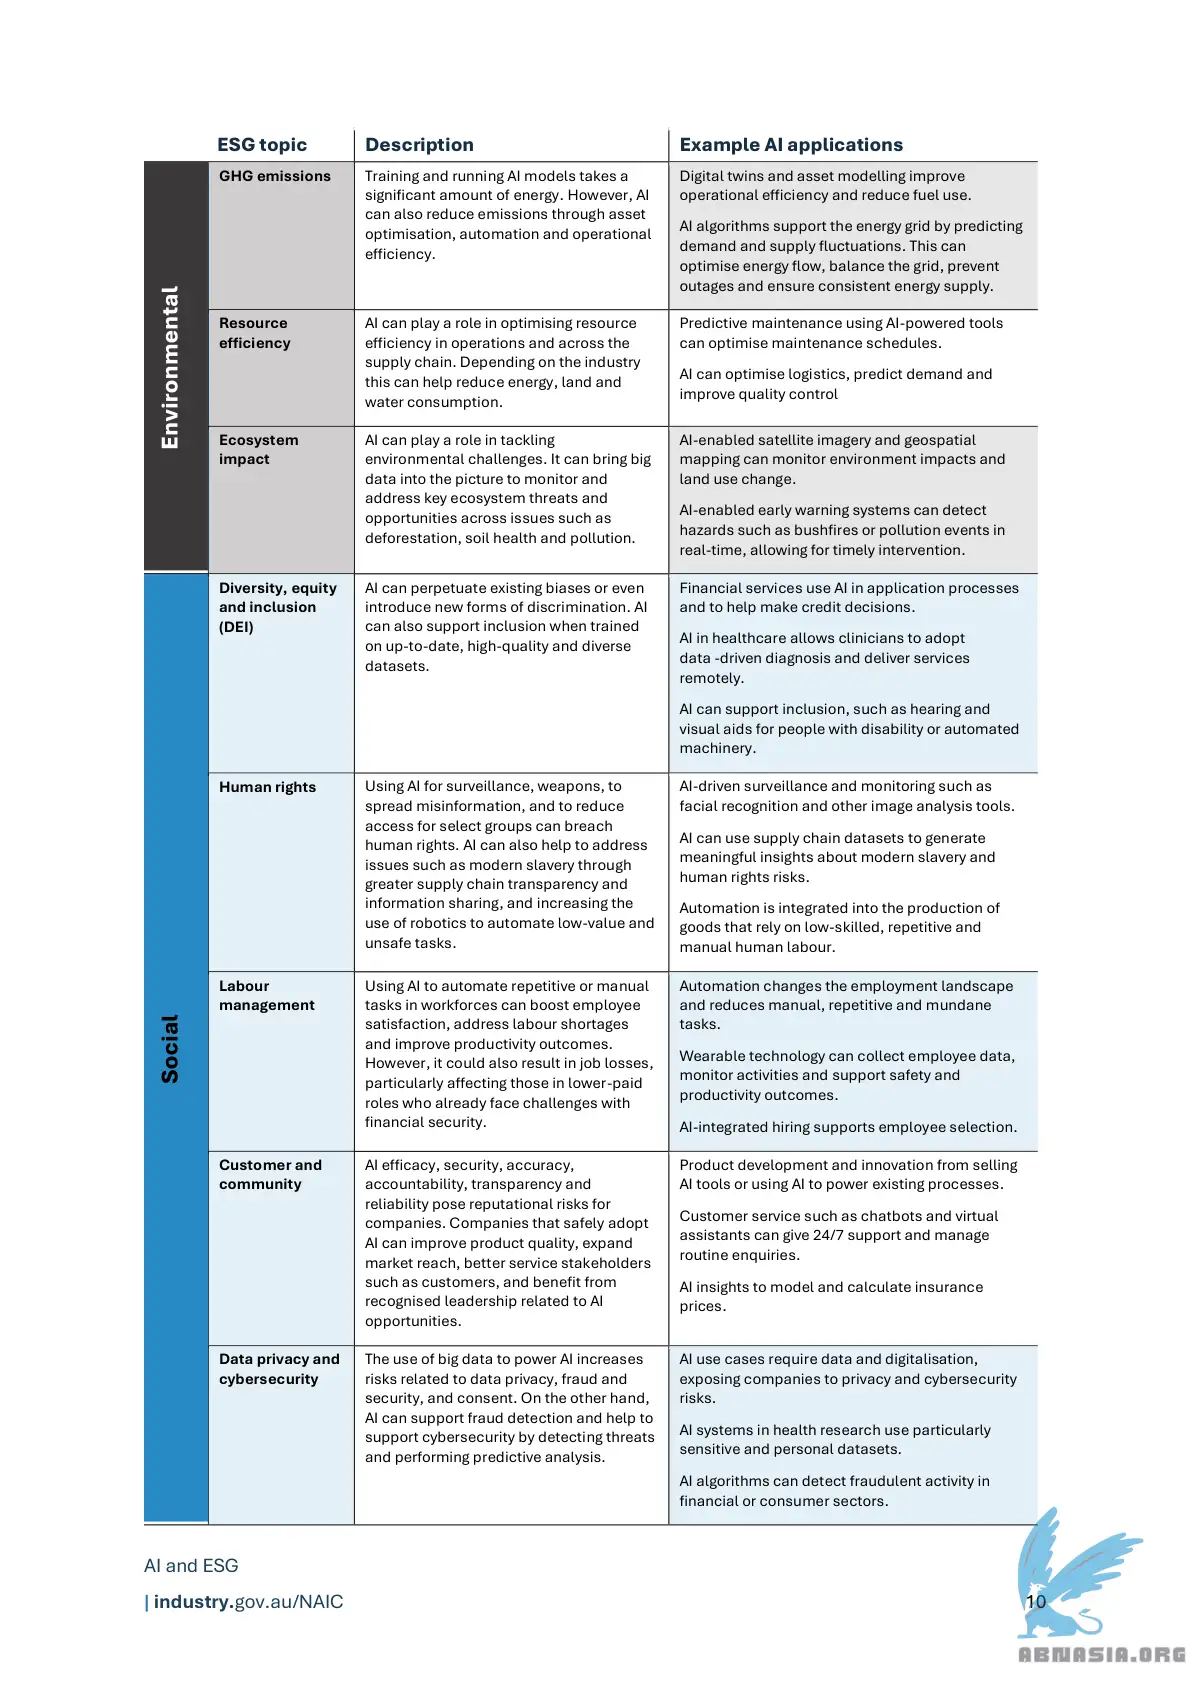 ESG topic
Description
Example AI applications
Environmental
GHG emissions
Training and running AI models takes a
significant amount of energy. However, AI
can also reduce emissions through asset
optimisation, automation and operational
efficiency.
Digital twins and asset modelling improve
operational efficiency and reduce fuel use.
AI algorithms support the energy grid by predicting
demand and supply fluctuations. This can
optimise energy flow, balance the grid, prevent
outages and ensure consistent energy supply.
Resource
efficiency
AI can play a role in optimising resource
efficiency in operations and across the
supply chain. Depending on the industry
this can help reduce energy, land and
water consumption.
Predictive maintenance using AI-powered tools
can optimise maintenance schedules.
AI can optimise logistics, predict demand and
improve quality control
Ecosystem
impact
AI can play a role in tackling
environmental challenges. It can bring big
data into the picture to monitor and
address key ecosystem threats and
opportunities across issues such as
deforestation, soil health and pollution.
AI-enabled satellite imagery and geospatial
mapping can monitor environment impacts and
land use change.
AI-enabled early warning systems can detect
hazards such as bushfires or pollution events in
real-time, allowing for timely intervention.
Social
Diversity, equity
and inclusion
(DEI)
AI can perpetuate existing biases or even
introduce new forms of discrimination. AI
can also support inclusion when trained
on up-to-date, high-quality and diverse
datasets.
Financial services use AI in application processes
and to help make credit decisions.
AI in healthcare allows clinicians to adopt
data -driven diagnosis and deliver services
remotely.
AI can support inclusion, such as hearing and
visual aids for people with disability or automated
machinery.
Human rights
Using AI for surveillance, weapons, to
spread misinformation, and to reduce
access for select groups can breach
human rights. AI can also help to address
issues such as modern slavery through
greater supply chain transparency and
information sharing, and increasing the
use of robotics to automate low-value and
unsafe tasks.
AI-driven surveillance and monitoring such as
facial recognition and other image analysis tools.
AI can use supply chain datasets to generate
meaningful insights about modern slavery and
human rights risks.
Automation is integrated into the production of
goods that rely on low-skilled, repetitive and
manual human labour.
Labour
management
Using AI to automate repetitive or manual
tasks in workforces can boost employee
satisfaction, address labour shortages
and improve productivity outcomes.
However, it could also result in job losses,
particularly affecting those in lower-paid
roles who already face challenges with
financial security.
Automation changes the employment landscape
and reduces manual, repetitive and mundane
tasks.
Wearable technology can collect employee data,
monitor activities and support safety and
productivity outcomes.
AI-integrated hiring supports employee selection.
Customer and
community
AI efficacy, security, accuracy,
accountability, transparency and
reliability pose reputational risks for
companies. Companies that safely adopt
AI can improve product quality, expand
market reach, better service stakeholders
such as customers, and benefit from
recognised leadership related to AI
opportunities.
Product development and innovation from selling
AI tools or using AI to power existing processes.
Customer service such as chatbots and virtual
assistants can give 24/7 support and manage
routine enquiries.
AI insights to model and calculate insurance
prices.
Data privacy and
cybersecurity
The use of big data to power AI increases
risks related to data privacy, fraud and
security, and consent. On the other hand,
AI can support fraud detection and help to
support cybersecurity by detecting threats
and performing predictive analysis.
AI use cases require data and digitalisation,
exposing companies to privacy and cybersecurity
risks.
AI systems in health research use particularly
sensitive and personal datasets.
AI algorithms can detect fraudulent activity in
financial or consumer sectors.
AI and ESG
| industry.gov.au/NAIC
10
ABNASIA.ORG